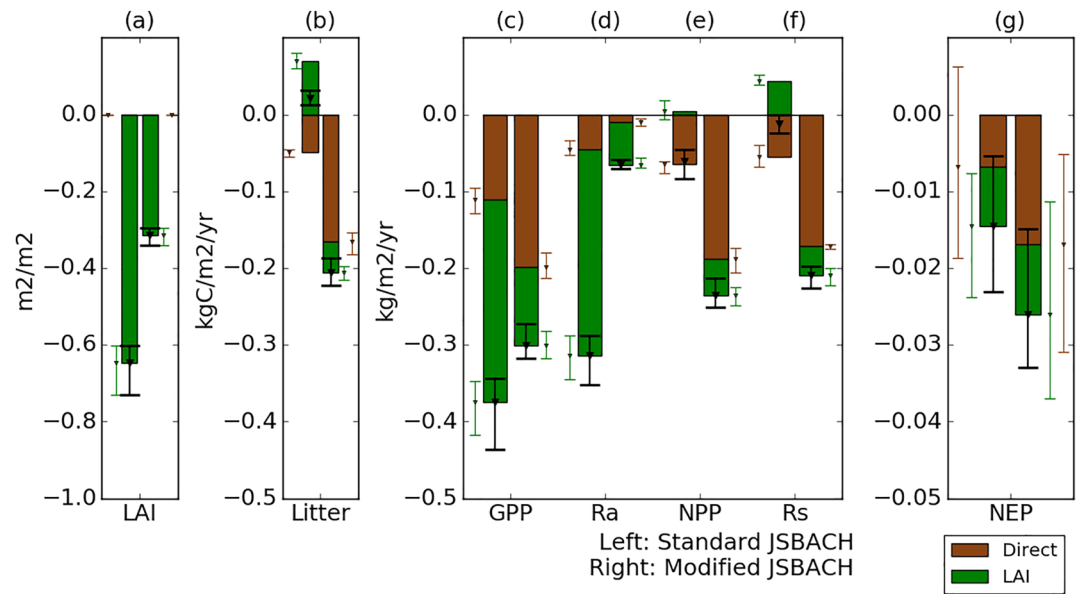 (a)
(b)
(c)
(d)
(e)
(f)
(g)
m2/m2
0.0
−0.2
−0.4
−0.6
−0.8
−1.0
LAI
kgC/m2/yr
0.0
−0.1
−0.2
−0.3
−0.4
−0.5
Litter
kg/m2/yr
0.0
−0.1
−0.2
−0.3
−0.4
−0.5
GPP
Ra
NPP
Rs
0.00
−0.01
−0.02
−0.03
−0.04
−0.05
NEP
Left: Standard JSBACH
Right: Modified JSBACH
Direct
LAI